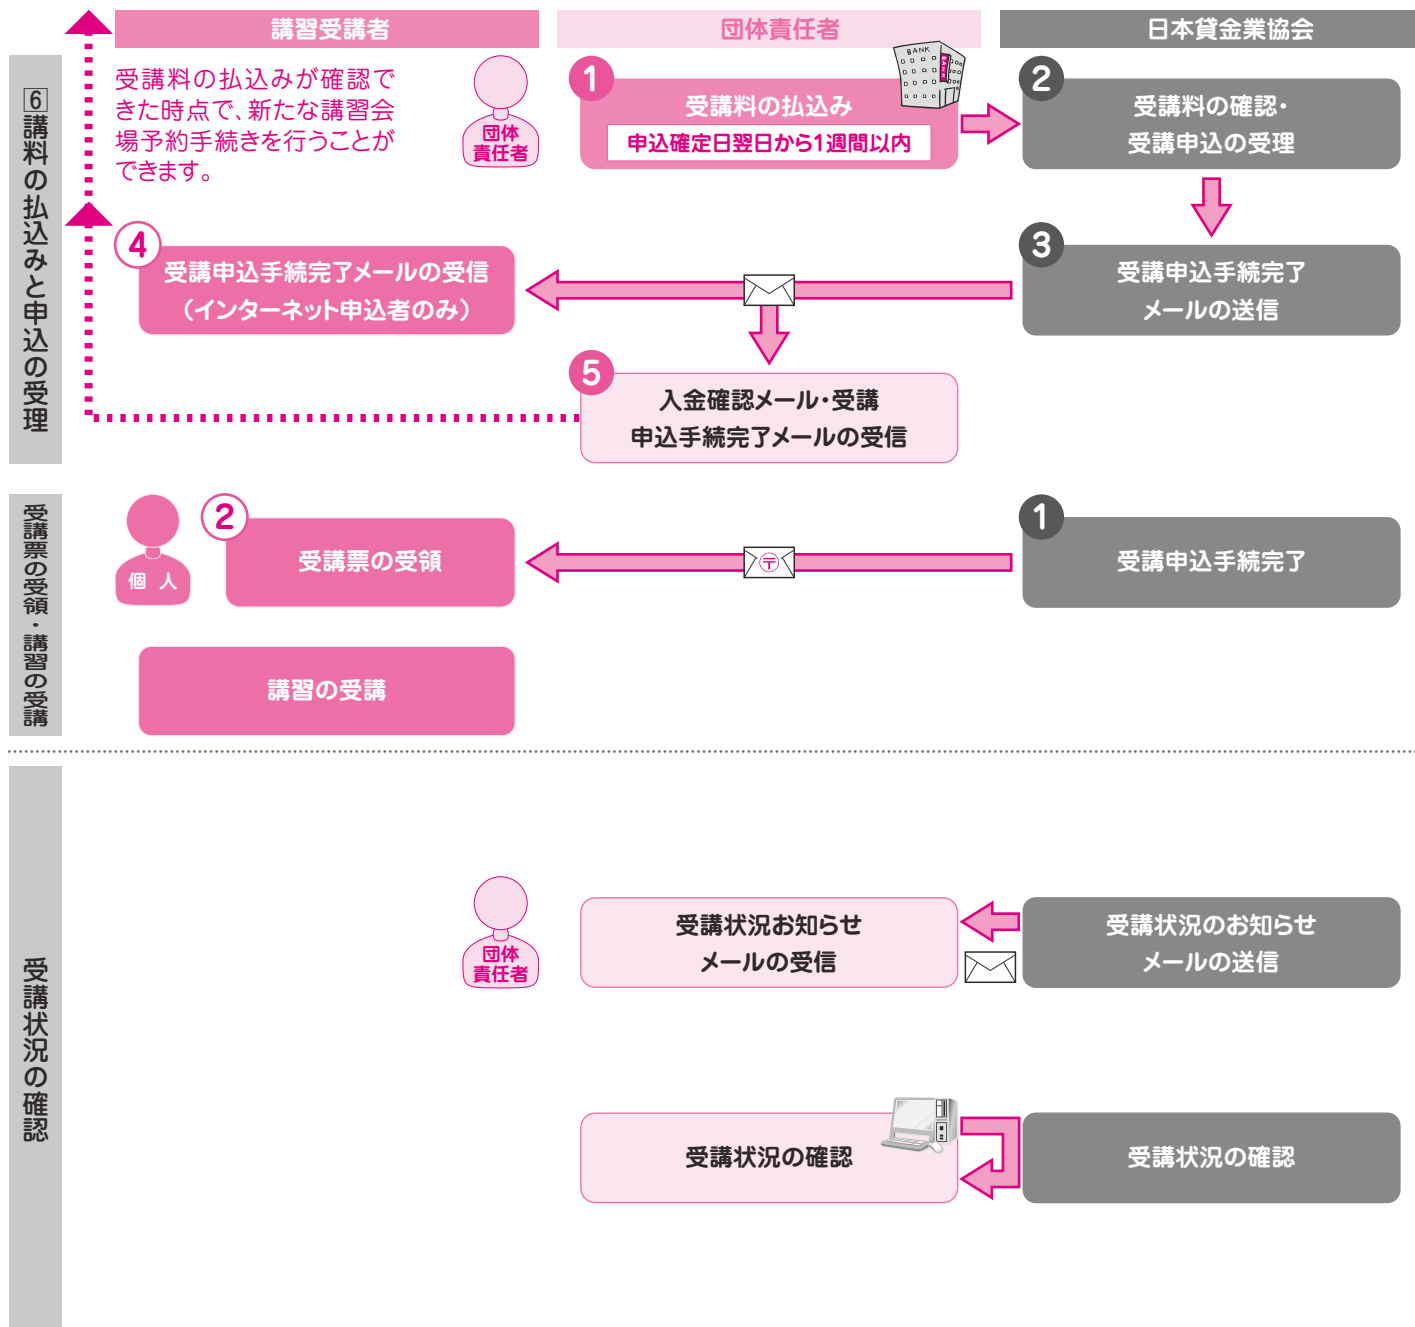 講習受講者
団体責任者
日本貸金業協会
6講料の払込みと申込の受理
受講料の払込みが確認で
きた時点で、新たな講習会
場予約手続きを行うことが
できます。
団体
責任者
1
受講料の払込み
申込確定日翌日から1週間以内
BANK
BANK
2
受講料の確認・
受講申込の受理
4
受講申込手続完了メールの受信
（インターネット申込者のみ）
3
受講申込手続完了
メールの送信
5
入金確認メール・受講
申込手続完了メールの受信
受講票の受領・講習の受講
個 人
2
受講票の受領
〒
1
受講申込手続完了
講習の受講
受講状況の確認
団体
責任者
受講状況お知らせ
メールの受信
受講状況のお知らせ
メールの送信
受講状況の確認
受講状況の確認